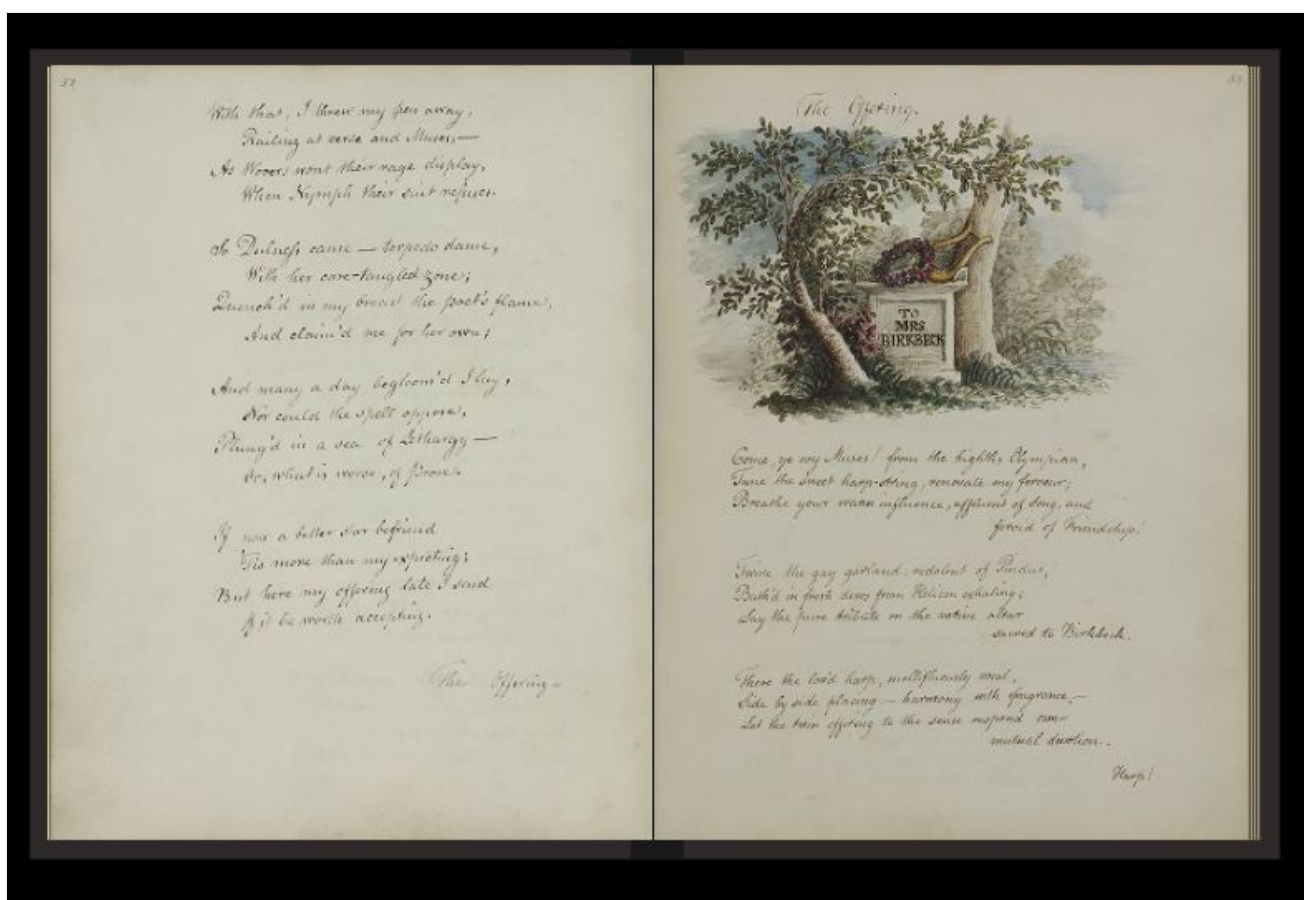 52
With that, I threw my pen away,
Railing at verse and Muses,—
As Wooers wont their rage display,
When Nymph their suit refuses.
So Dulness came — torpedo dame,
With her care-tangled zone;
Quench'd in my breast the poet's flame,
And claim'd me for her own;
And many a day begloom'd I lay,
Nor could the spell oppose,
Plung'd in a sea of Lethargy —
Or, what is worse, of Prose.
If now a better star befriend
'Tis more than my expecting;
But here my offering late I send
If it be worth accepting.
The Offering —
The Offering.
TO
MRS
BIRKBECK
Come ye coy Muses! from the heights Olympian,
Tune the sweet harp-string, renovate my fervour;
Breathe your warm influence, affluent of song, and
fervid of Friendship!
Twine the gay garland, redolent of Pindus,
Bath'd in fresh dews from Helicon exhaling;
Lay the pure tribute on the votive altar
sacred to Birkbeck.
There the lov'd harp, mellifluously vocal,
Side by side placing — harmony with fragrance,—
Let the twin offering to the sense respond our
mutual devotion.
Harp!